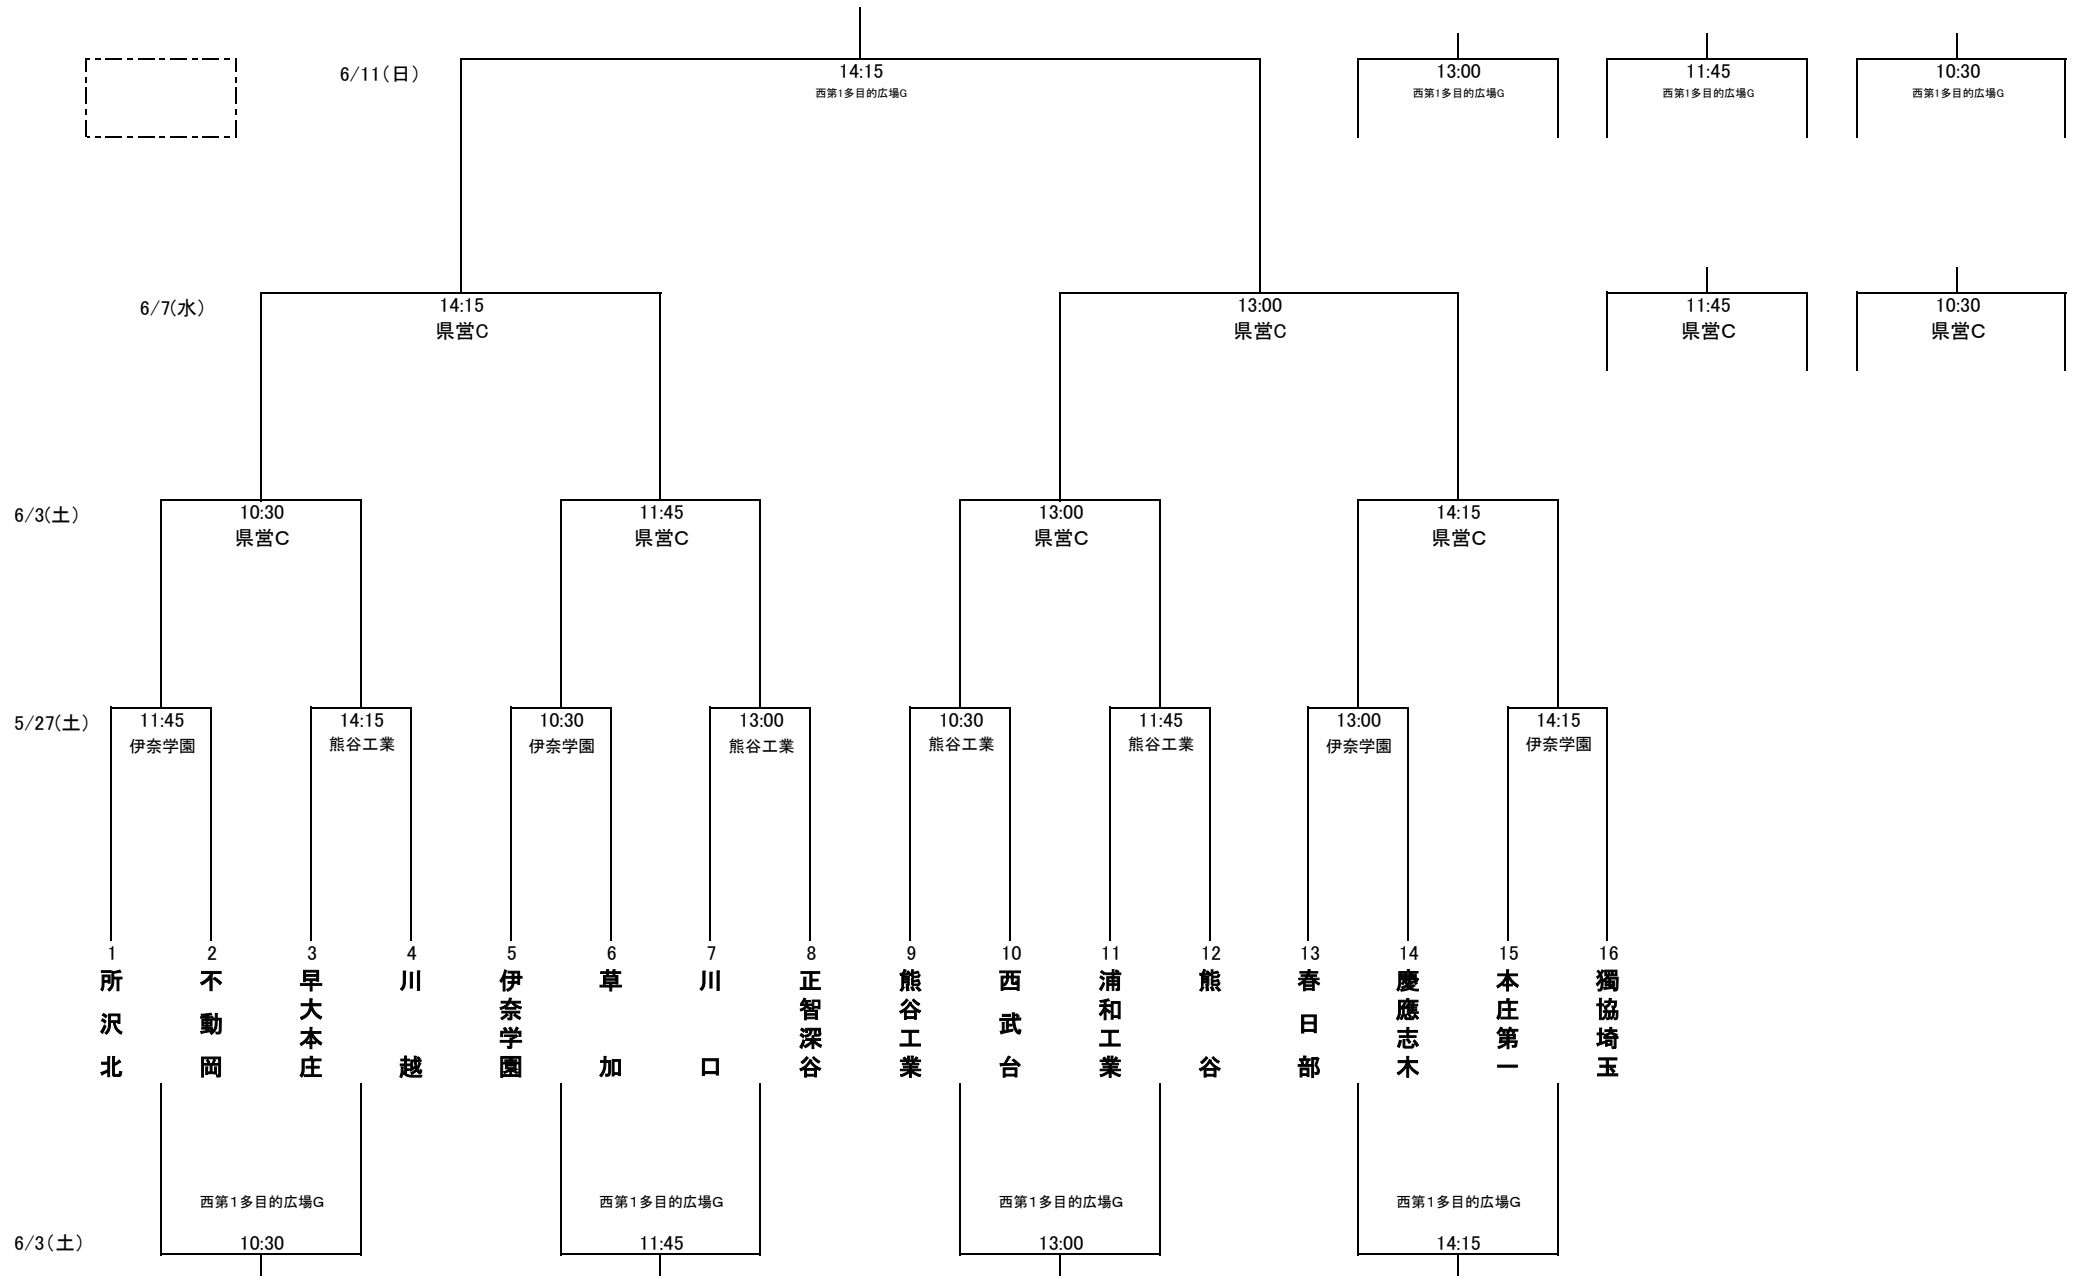 6/11（日）
14:15
西第1多目的広場G
13:00
西第1多目的広場G
11:45
西第1多目的広場G
10:30
西第1多目的広場G
6/7(水）
14:15
県営C
13:00
県営C
11:45
県営C
10:30
県営C
6/3(土）
10:30
県営C
11:45
県営C
13:00
県営C
14:15
県営C
5/27(土）
11:45
伊奈学園
14:15
熊谷工業
10:30
伊奈学園
13:00
熊谷工業
10:30
熊谷工業
11:45
熊谷工業
13:00
伊奈学園
14:15
伊奈学園
1
所沢北
2
不動岡
3
早大本庄
4
川越
5
伊奈学園
6
草加
7
川口
8
正智深谷
9
熊谷工業
10
西武台
11
浦和工業
12
熊谷
13
春日部
14
慶應志木
15
本庄第一
16
獨協埼玉
西第1多目的広場G
西第1多目的広場G
西第1多目的広場G
西第1多目的広場G
6/3（土）
10:30
11:45
13:00
14:15